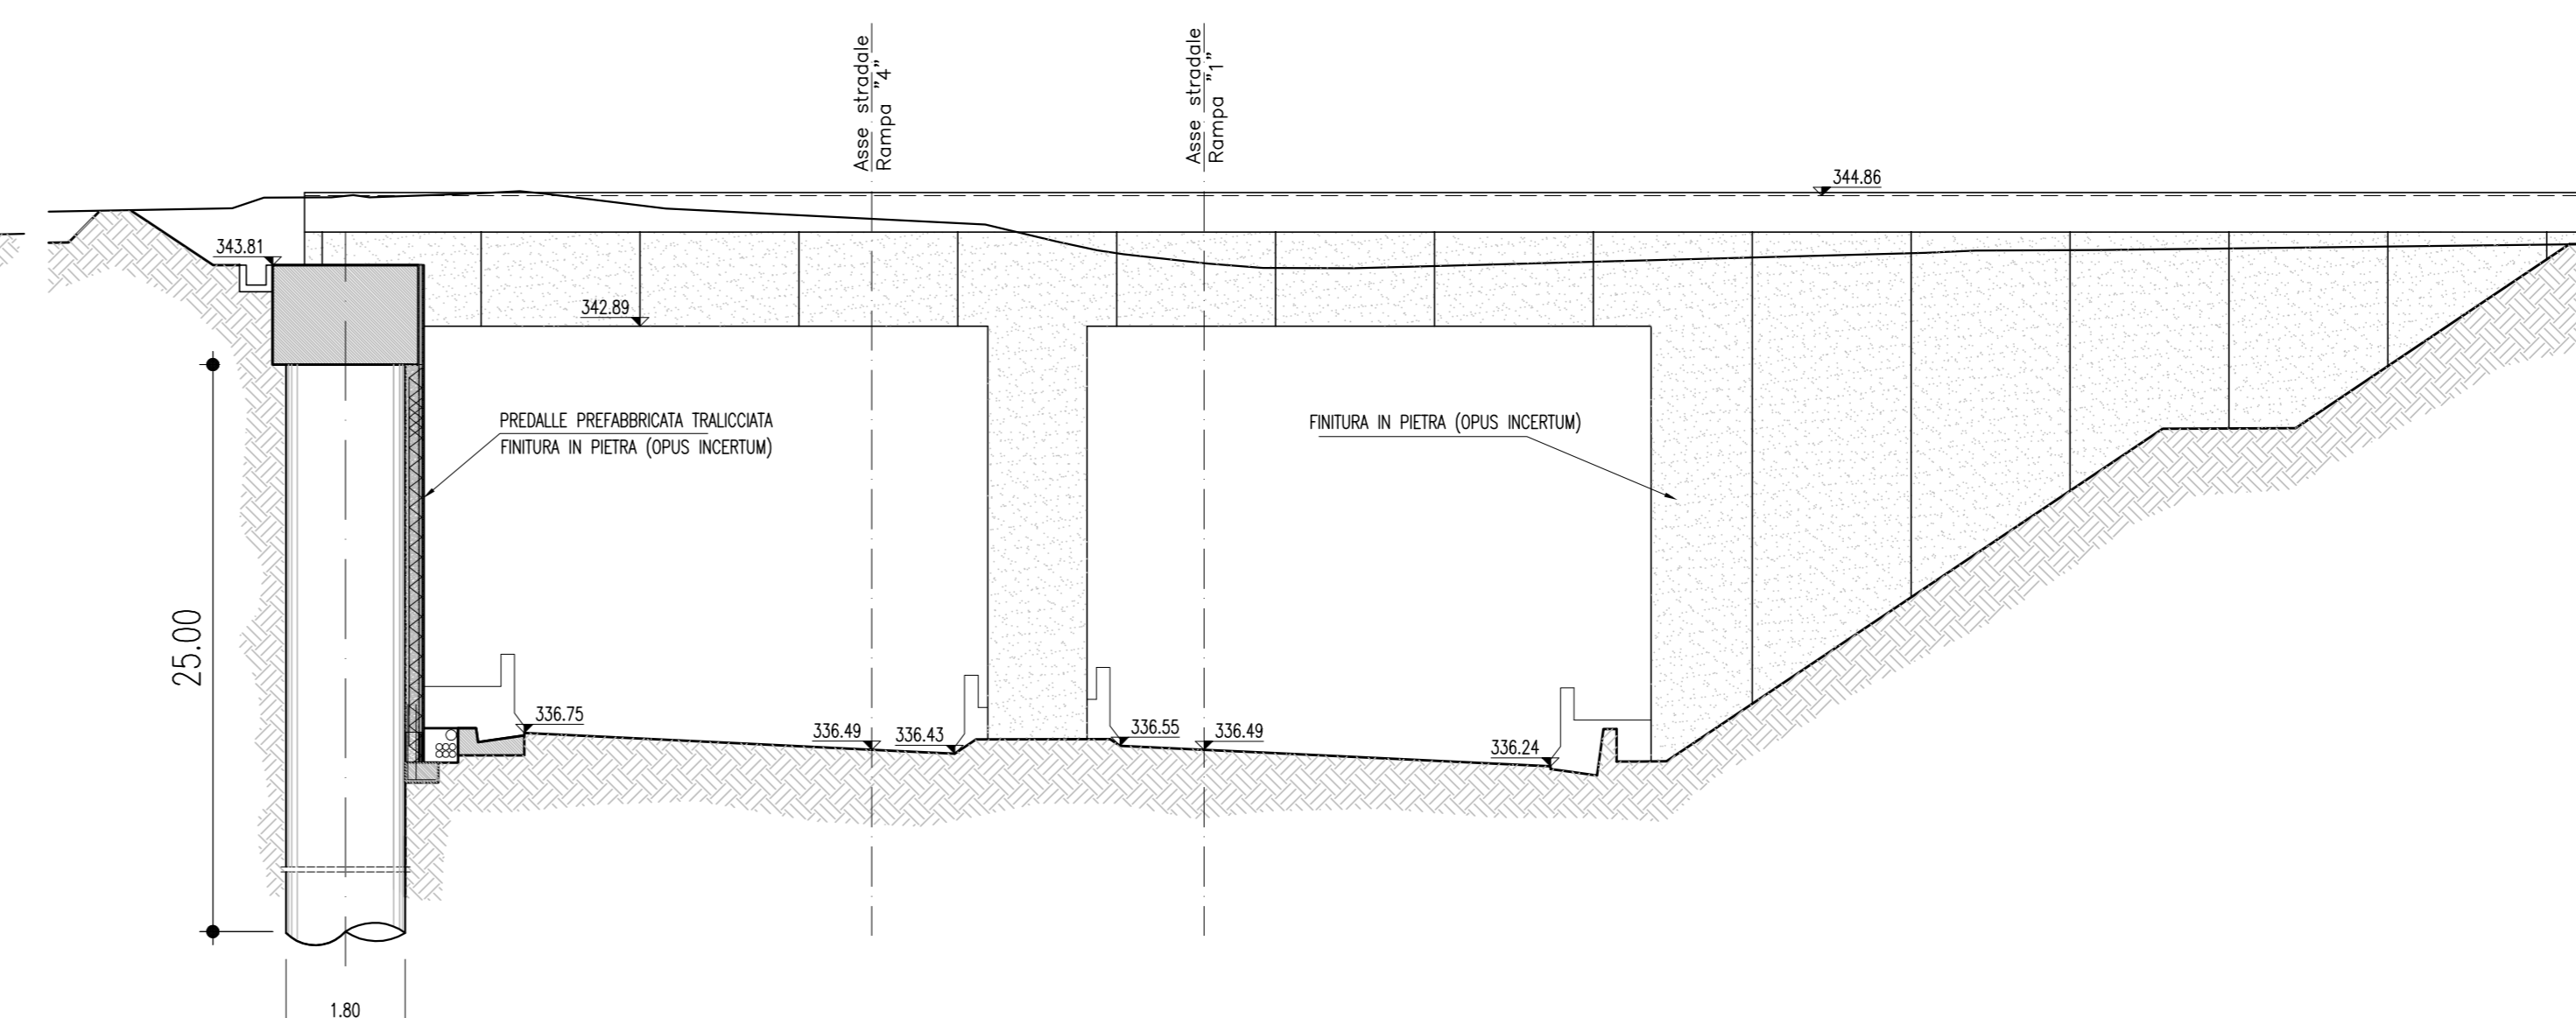 Asse stradale
Rampa "4"
Asse stradale
Rampa "1"
344.86
343.81
342.89
PREDALLE PREFABBRICATA TRALICCIATA
FINITURA IN PIETRA (OPUS INCERTUM)
FINITURA IN PIETRA (OPUS INCERTUM)
25.00
336.75
336.49
336.43
336.55
336.49
336.24
1.80